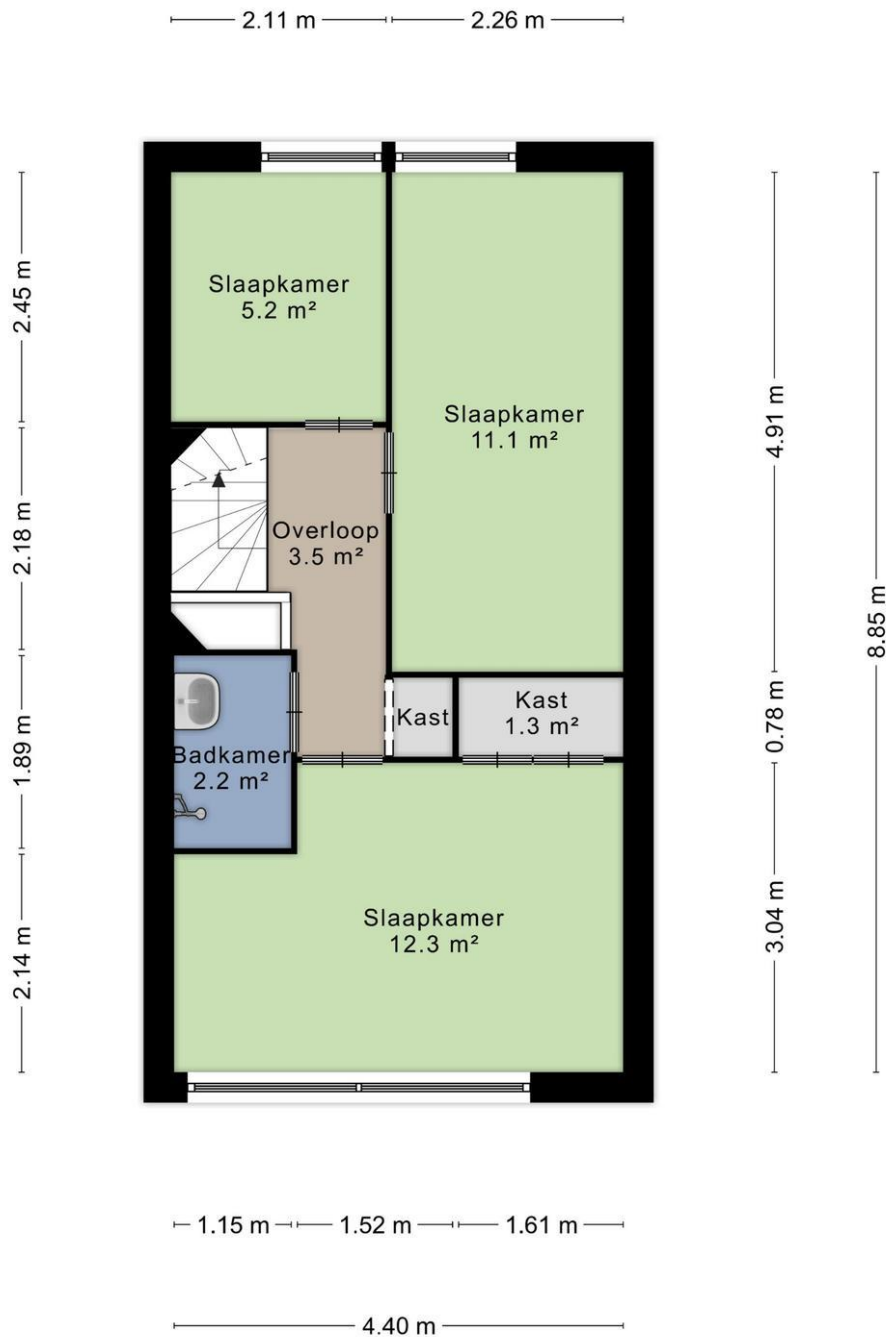 2.11 m
2.26 m
2.45 m
2.18 m
1.89 m
2.14 m
Slaapkamer
5.2 m²
Slaapkamer
11.1 m²
Overloop
3.5 m²
Kast
Kast
1.3 m²
Badkamer
2.2 m²
Slaapkamer
12.3 m²
4.91 m
0.78 m
3.04 m
8.85 m
1.15 m
1.52 m
1.61 m
4.40 m